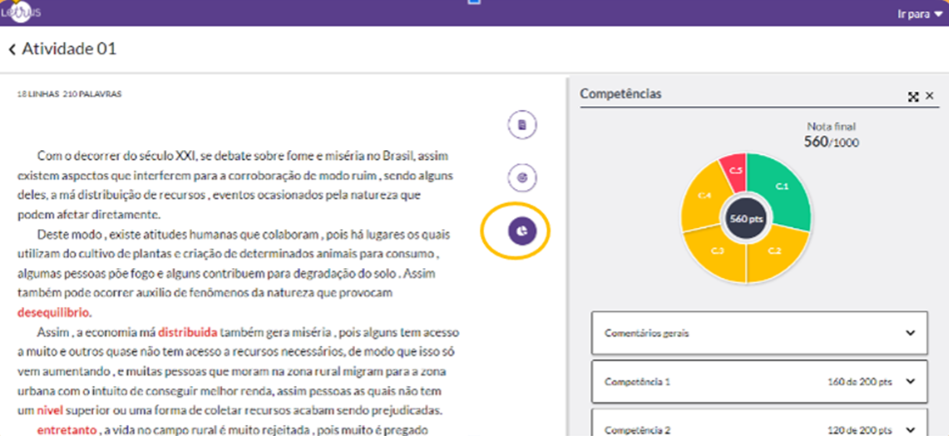 Letrus
Ir para
Atividade 01
18 LINHAS 210 PALAVRAS
Com o decorrer do século XXI, se debate sobre fome e miséria no Brasil, assim
existem aspectos que interferem para a corroboração de modo ruim , sendo alguns
deles, a má distribuição de recursos , eventos ocasionados pela natureza que
podem afetar diretamente.
Deste modo , existe atitudes humanas que colaboram , pois há lugares os quais
utilizam do cultivo de plantas e criação de determinados animais para consumo ,
algumas pessoas põe fogo e alguns contribuem para degradação do solo . Assim
também pode ocorrer auxilio de fenômenos da natureza que provocam
desequilibrio.
Assim , a economia má distribuida também gera miséria , pois alguns tem acesso
a muito e outros quase não tem acesso a recursos necessários, de modo que isso só
vem aumentando , e muitas pessoas que moram na zona rural migram para a zona
urbana com o intuito de conseguir melhor renda, assim pessoas as quais não tem
um nivel superior ou uma forma de coletar recursos acabam sendo prejudicadas.
entretanto , a vida no campo rural é muito rejeitada , pois muito é pregado
Competências
Nota final
560/1000
C.5
C.1
C.4
560 pts
C.3
C.2
Comentários gerais
Competência 1 160 de 200 pts
Competência 2 120 de 200 pts